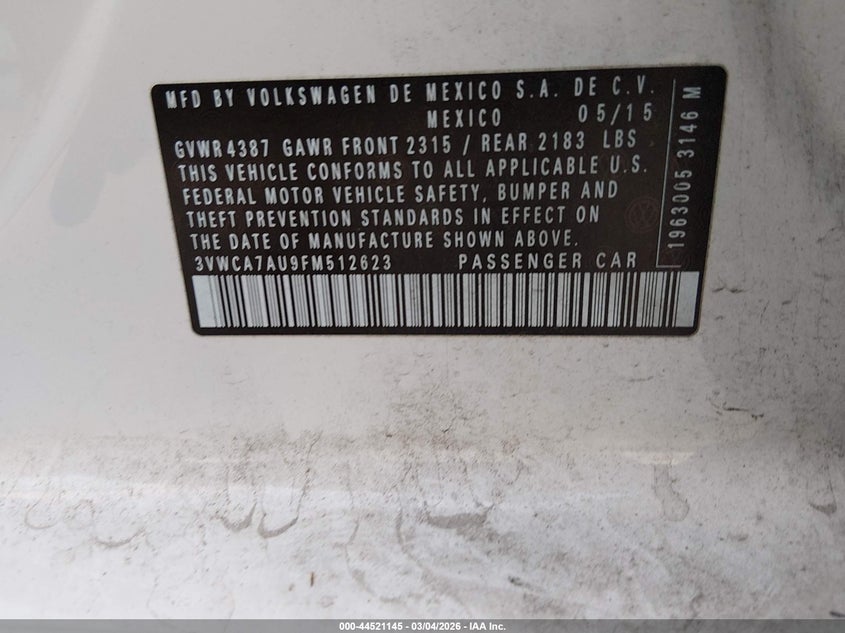 MFD BY VOLKSWAGEN DE MEXICO S.A. DE C.V.
MEXICO 05/15
GVWR 4387 GAWR FRONT 2315 / REAR 2183 LBS
THIS VEHICLE CONFORMS TO ALL APPLICABLE U.S.
FEDERAL MOTOR VEHICLE SAFETY, BUMPER AND
THEFT PREVENTION STANDARDS IN EFFECT ON
THE DATE OF MANUFACTURE SHOWN ABOVE.
3VWCA7AU9FM512623 PASSENGER CAR
1963005 3146 M
000-44521145 - 03/04/2026 - IAA Inc.